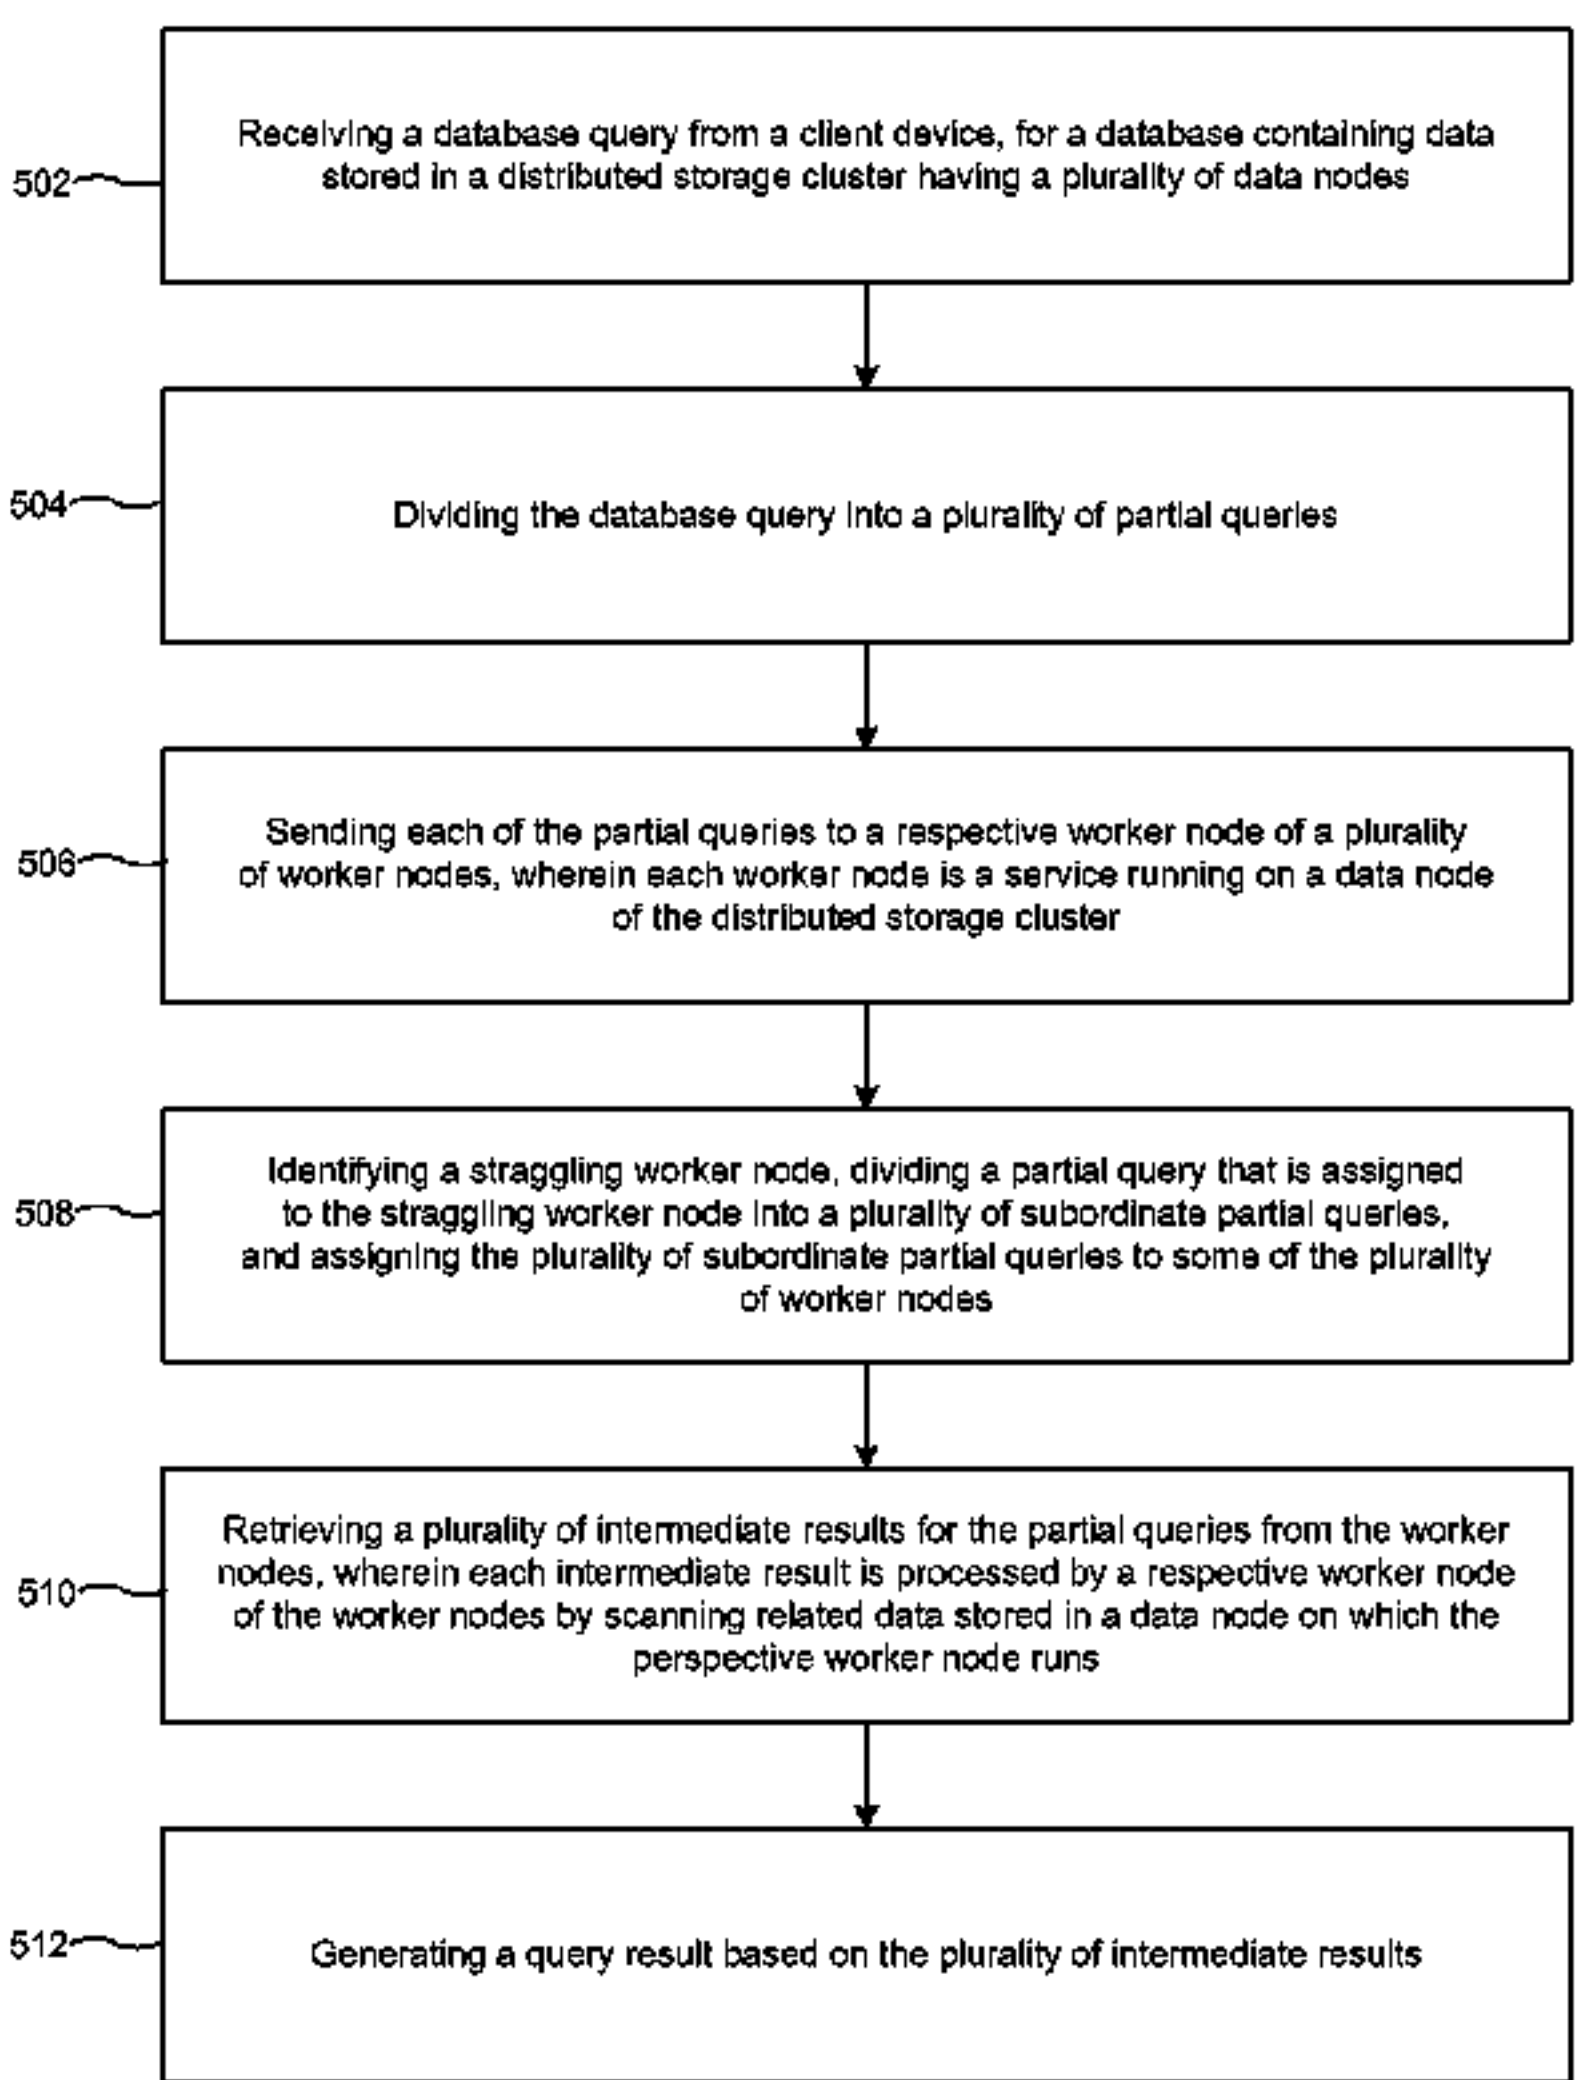 Receiving a database query from a client device, for a database containing data
stored in a distributed storage cluster having a plurality of data nodes
502
504
Dividing the database query into a plurality of partial queries
Sending each of the partial queries to a respective worker node of a plurality
506
of worker nodes, wherein each worker node is a service running on a data node
of the distributed storage cluster
Identifying a straggling worker node, dividing a partial query that is assigned
508
to the straggling worker node into a plurality of subordinate partial queries,
and assigning the plurality of subordinate partial queries to some of the plurality
of worker nodes
Retrieving a plurality of intermediate results for the partial queries from the worker
nodes, wherein each intermediate result is processed by a respective worker node
510
of the worker nodes by scanning related data stored in a data node on which the
perspective worker node runs
512
Generating a query result based on the plurality of intermediate results